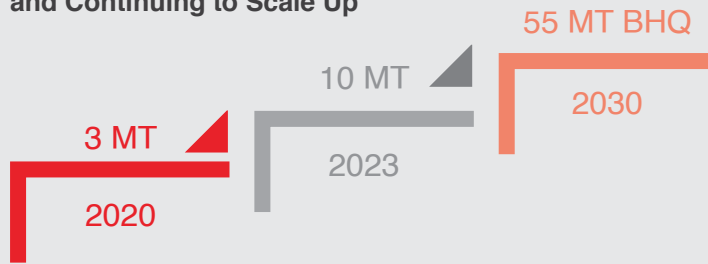 and Continuing to Scale Up
55 MT BHQ
10 MT
2030
3 MT
2023
2020